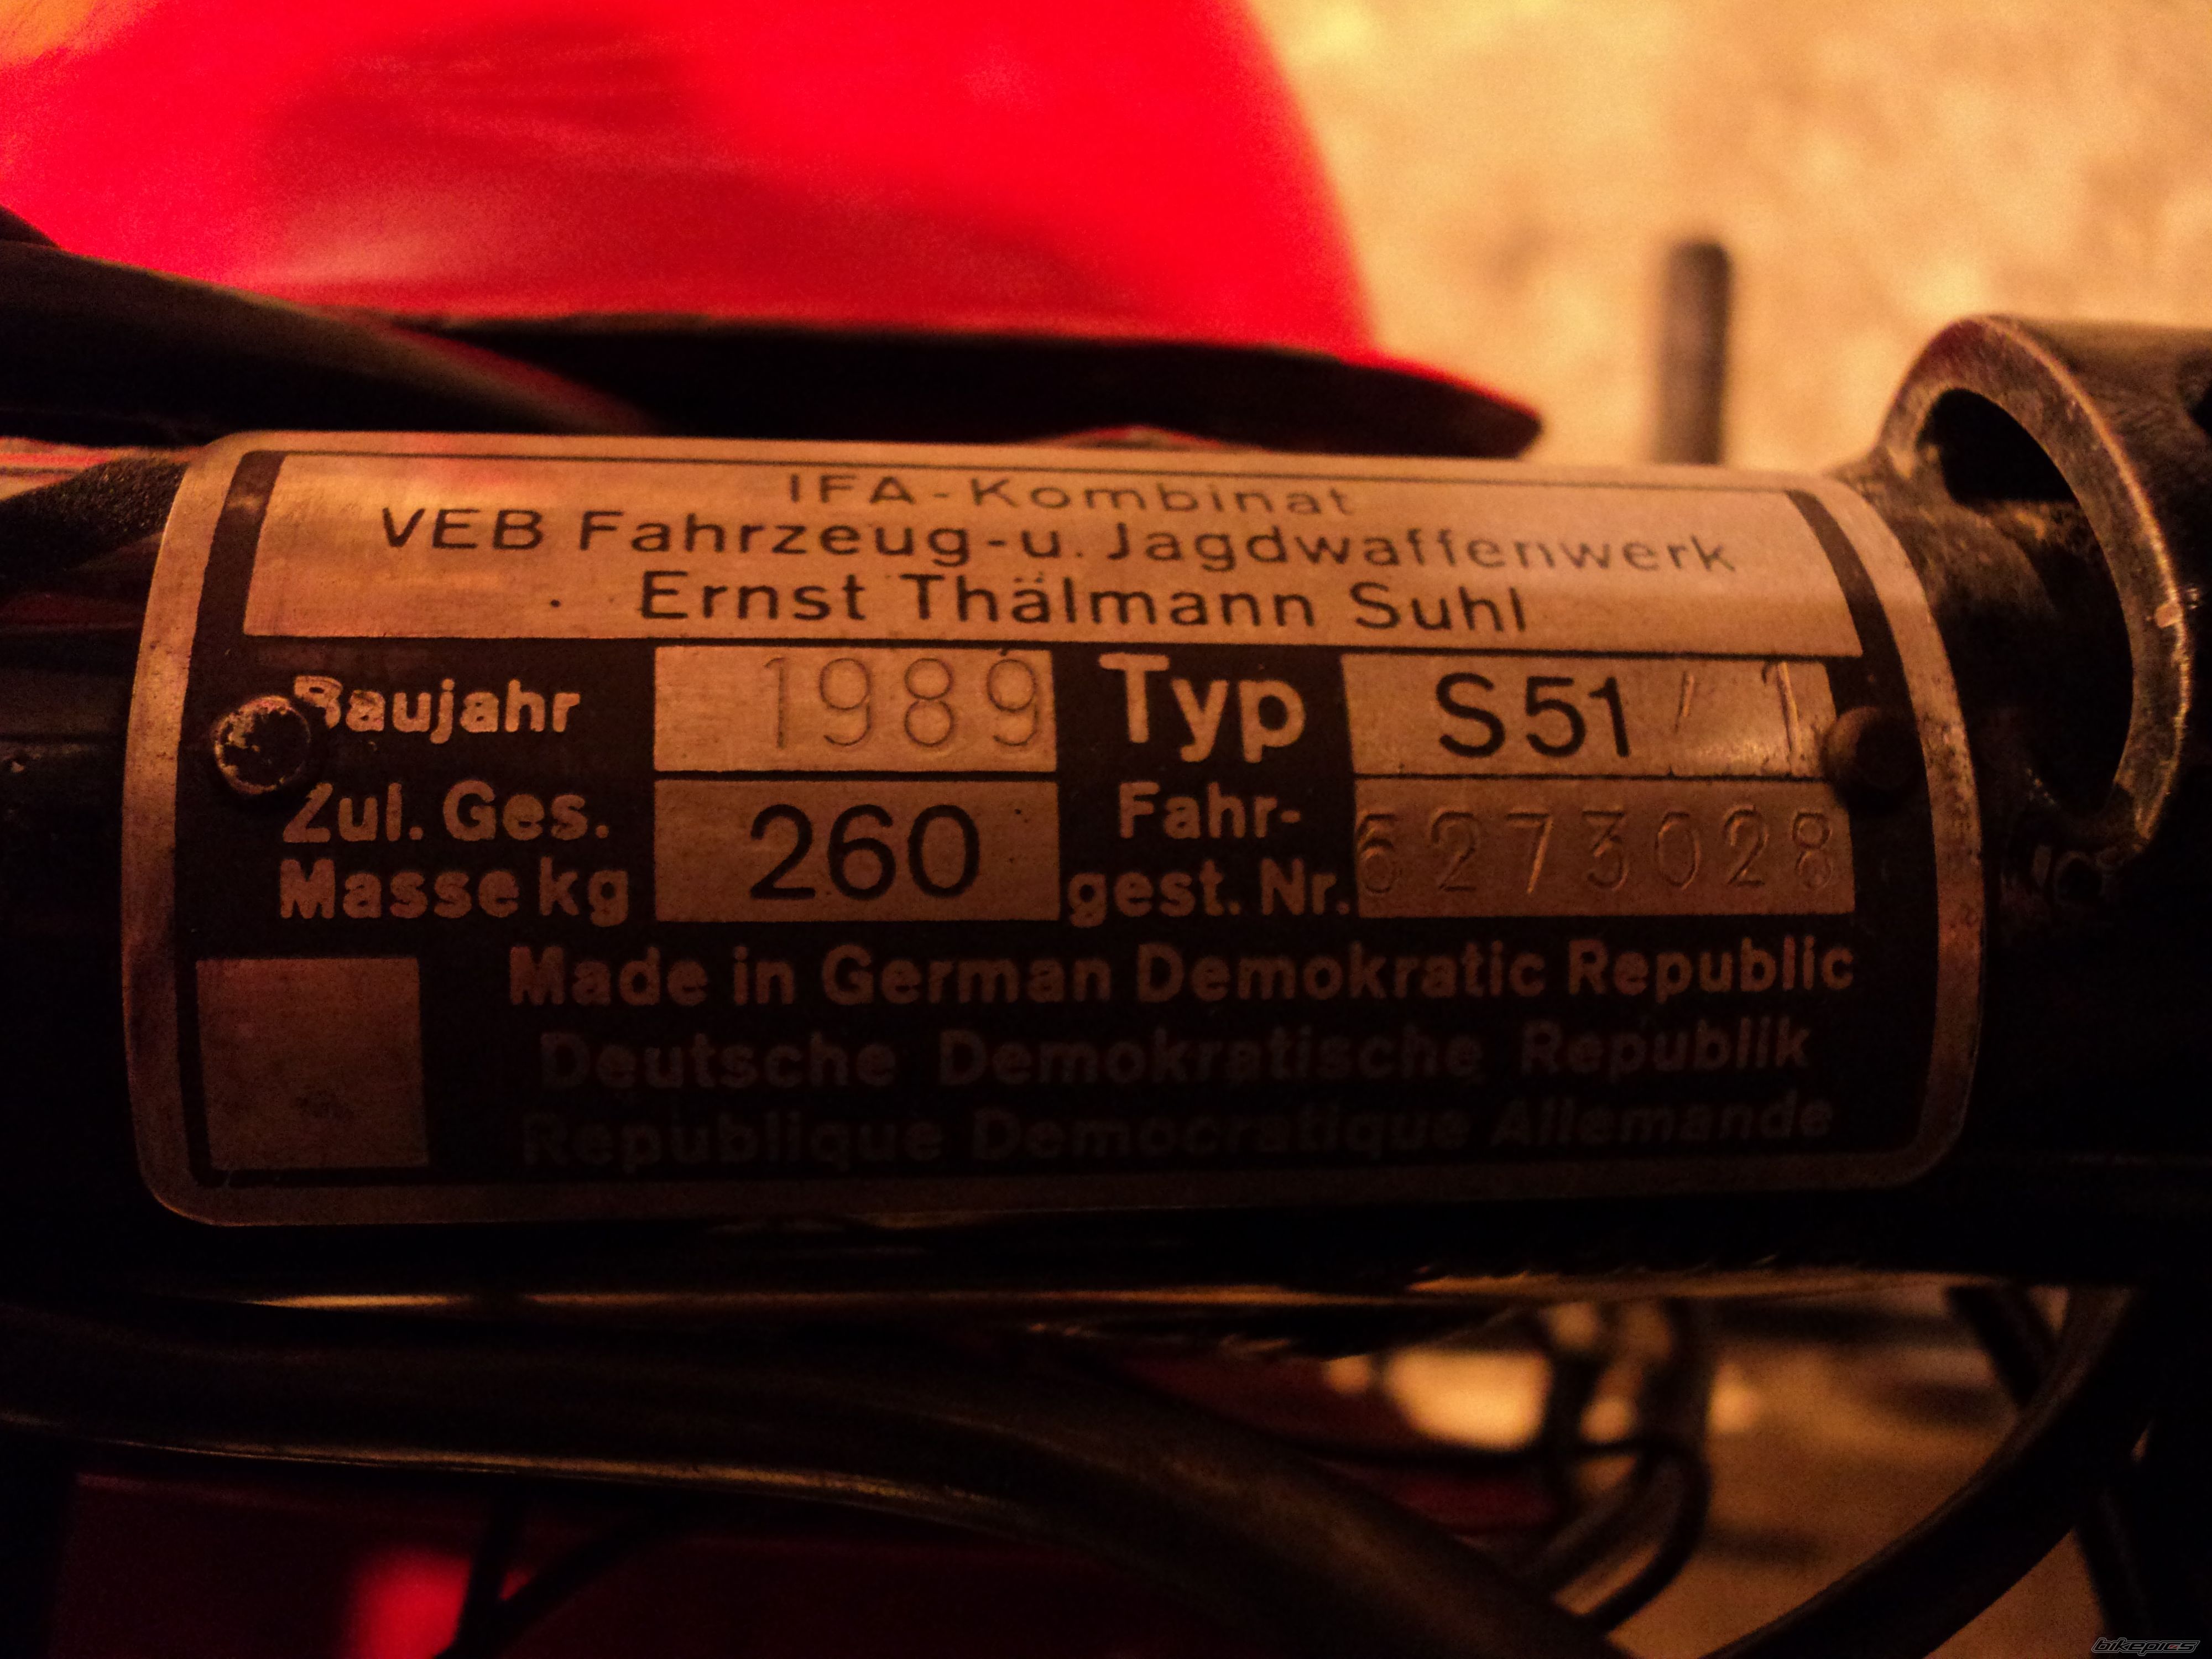 IFA-Kombinat
VEB Fahrzeug-u. Jagdwaffenwerk
Ernst Thälmann Suhl
Baujahr 1989 Typ S51/1
Zul. Ges. Masse kg 260 Fahr-gest. Nr. 6273028
Made in German Demokratic Republic
Deutsche Demokratische Republik
Republique Democratique Allemande
bikepics